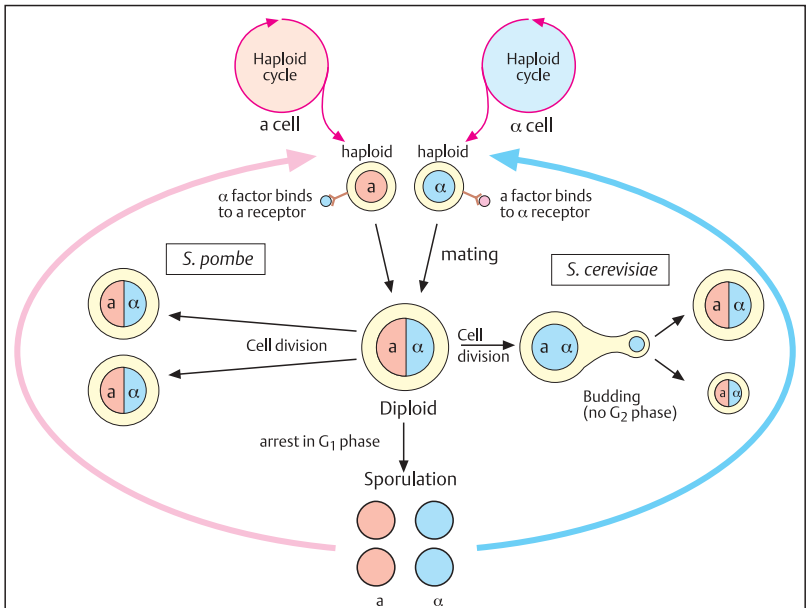 Haploid
cycle
a cell
Haploid
cycle
α cell
haploid
haploid
a
α
α factor binds
to a receptor
a factor binds
to α receptor
mating
S. pombe
S. cerevisiae
a α
a α
Cell division
a α
Diploid
Cell
division
a α
a α
a α
Budding
(no G₂ phase)
arrest in G₁ phase
Sporulation
a
α